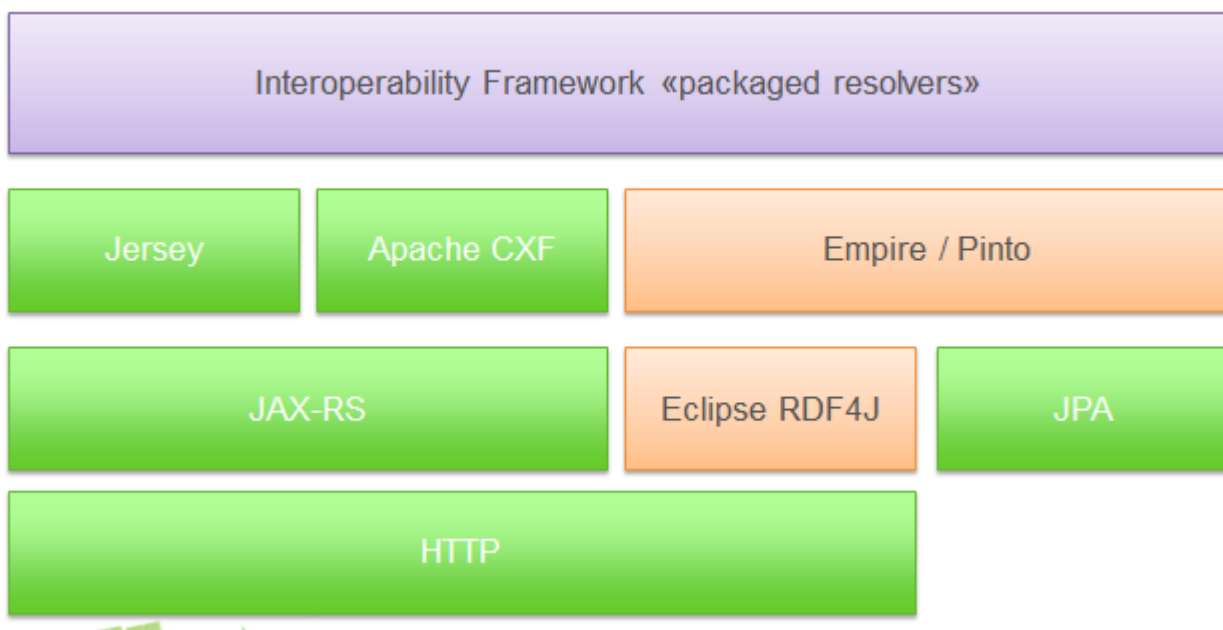 Interoperability Framework «packaged resolvers»
Jersey
Apache CXF
Empire / Pinto
JAX-RS
Eclipse RDF4J
JPA
HTTP